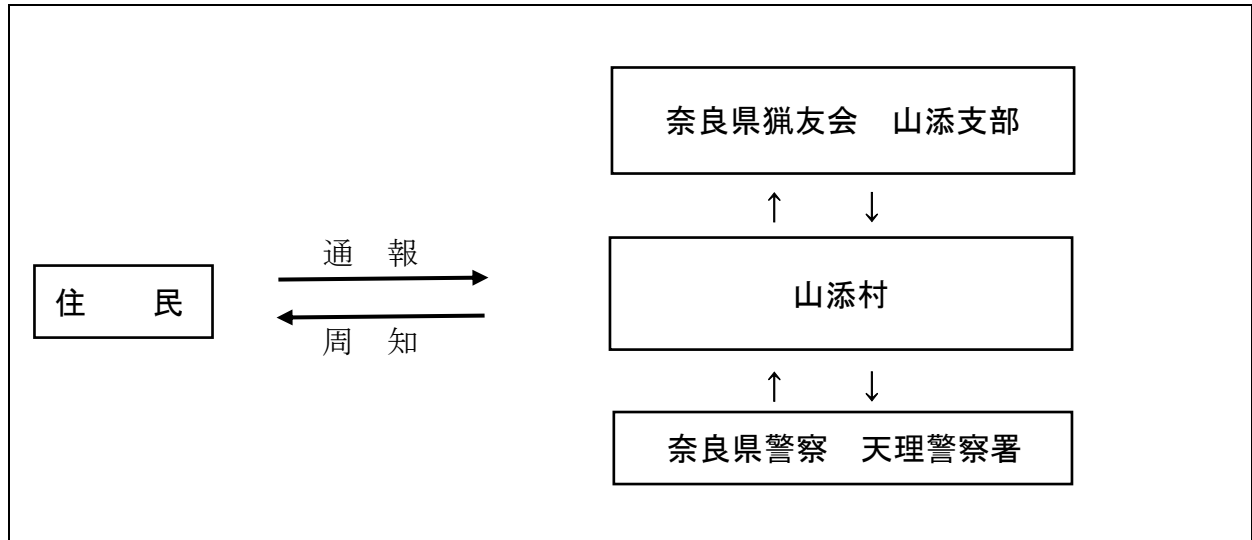 奈良県猟友会　山添支部
↑　↓
通　報
住　　民
山添村
周　知
↑　↓
奈良県警察　天理警察署